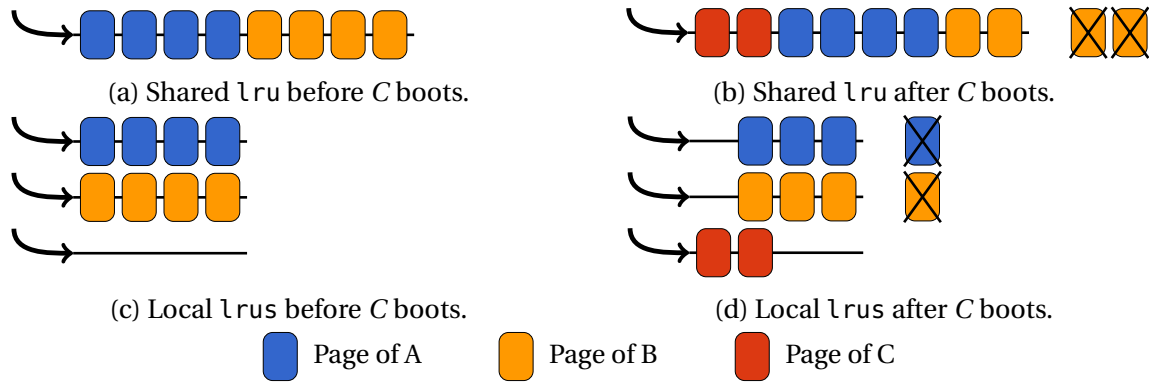 (a) Shared lru before C boots.
(b) Shared lru after C boots.
(c) Local lrus before C boots.
(d) Local lrus after C boots.
Page of A
Page of B
Page of C